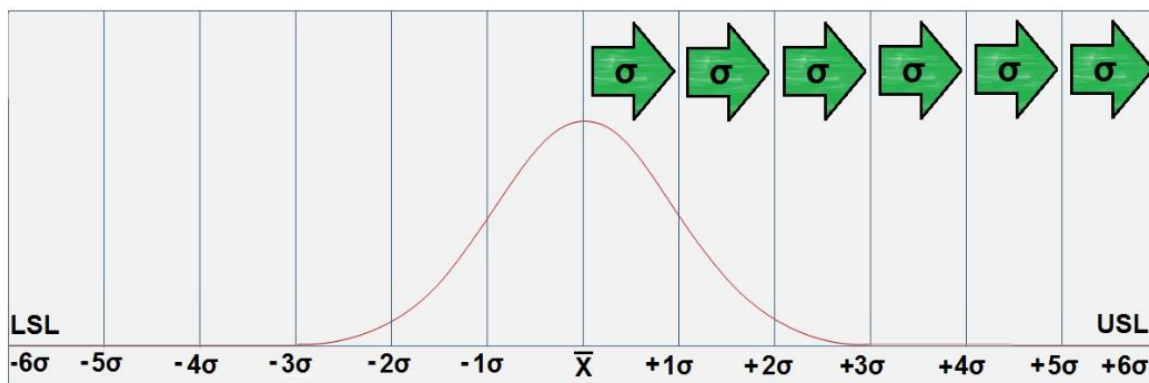 σ σ σ σ σ σ
LSL USL
-6σ -5σ -4σ -3σ -2σ -1σ X̅ +1σ +2σ +3σ +4σ +5σ +6σ